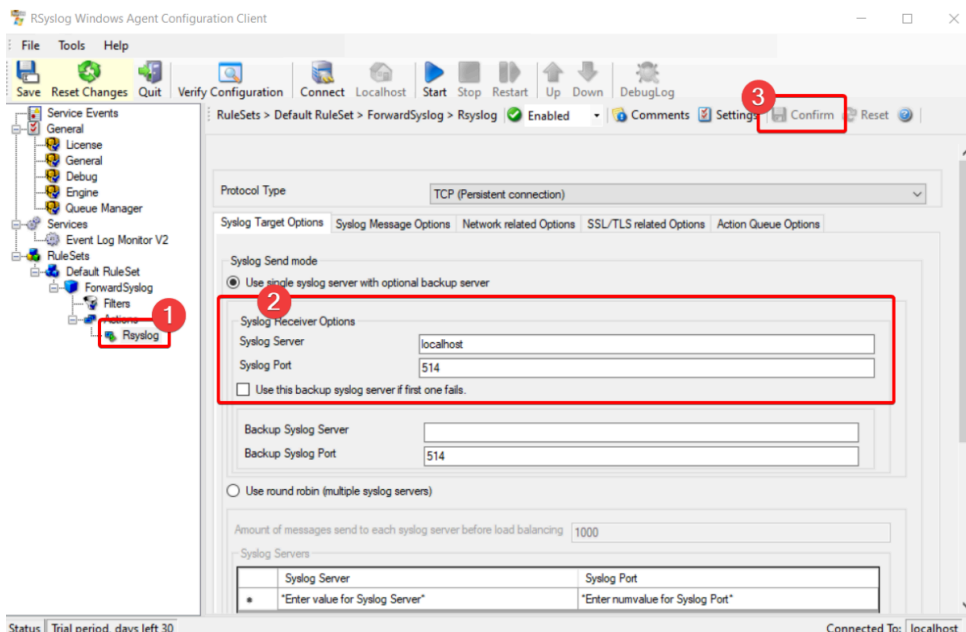 RSyslog Windows Agent Configuration Client
File Tools Help
Save Reset Changes Quit Verify Configuration Connect Localhost Start Stop Restart Up Down DebugLog
3
RuleSets > Default RuleSet > ForwardSyslog > Rsyslog Enabled Comments Settings Confirm Reset
Service Events
General
License
General
Debug
Engine
Queue Manager
Services
Event Log Monitor V2
RuleSets
Default RuleSet
ForwardSyslog
Filters
Actions
1
Rsyslog
Protocol Type TCP (Persistent connection)
Syslog Target Options Syslog Message Options Network related Options SSL/TLS related Options Action Queue Options
Syslog Send mode
Use single syslog server with optional backup server
2
Syslog Receiver Options
Syslog Server localhost
Syslog Port 514
Use this backup syslog server if first one fails.
Backup Syslog Server
Backup Syslog Port 514
Use round robin (multiple syslog servers)
Amount of messages send to each syslog server before load balancing 1000
Syslog Servers
Syslog Server Syslog Port
"Enter value for Syslog Server" "Enter numvalue for Syslog Port"
Status Trial period, days left 30 Connected To: localhost